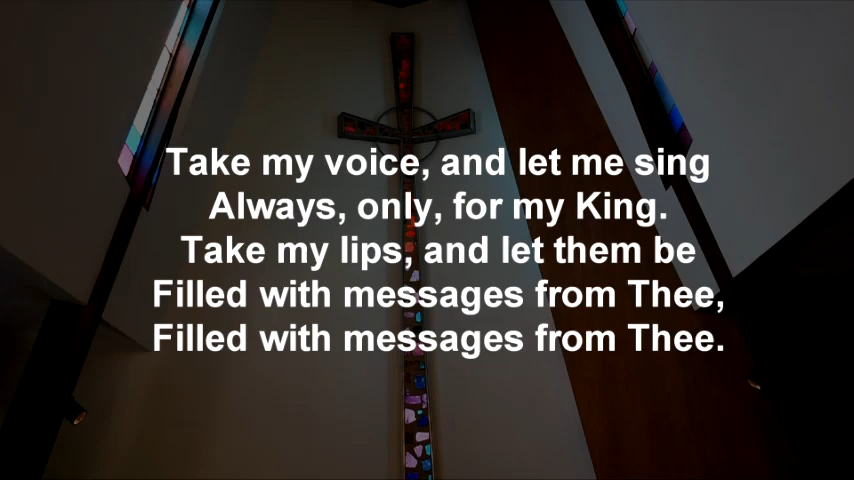 Take my voice, and let me sing
Always, only, for my King.
Take my lips, and let them be
Filled with messages from Thee,
Filled with messages from Thee.